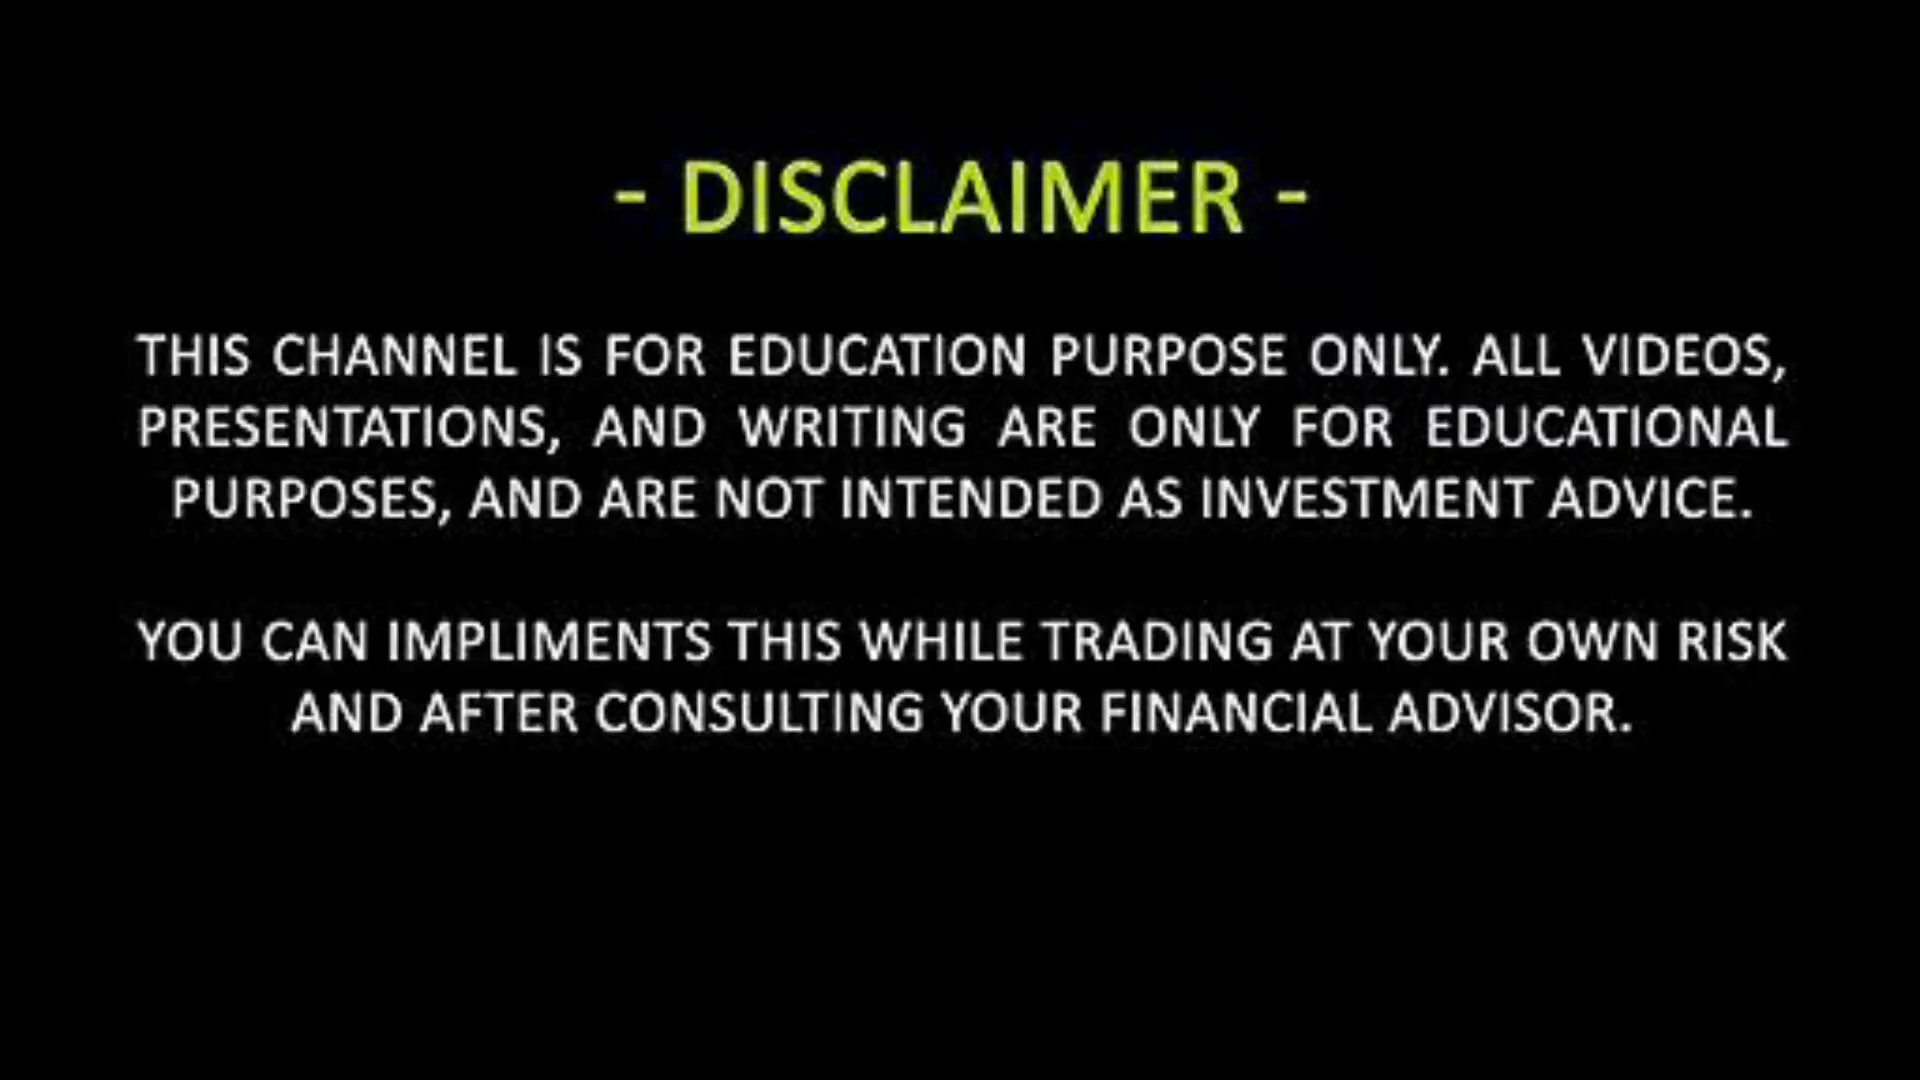 - DISCLAIMER -
THIS CHANNEL IS FOR EDUCATION PURPOSE ONLY. ALL VIDEOS,
PRESENTATIONS, AND WRITING ARE ONLY FOR EDUCATIONAL
PURPOSES, AND ARE NOT INTENDED AS INVESTMENT ADVICE.
YOU CAN IMPLIMENTS THIS WHILE TRADING AT YOUR OWN RISK
AND AFTER CONSULTING YOUR FINANCIAL ADVISOR.